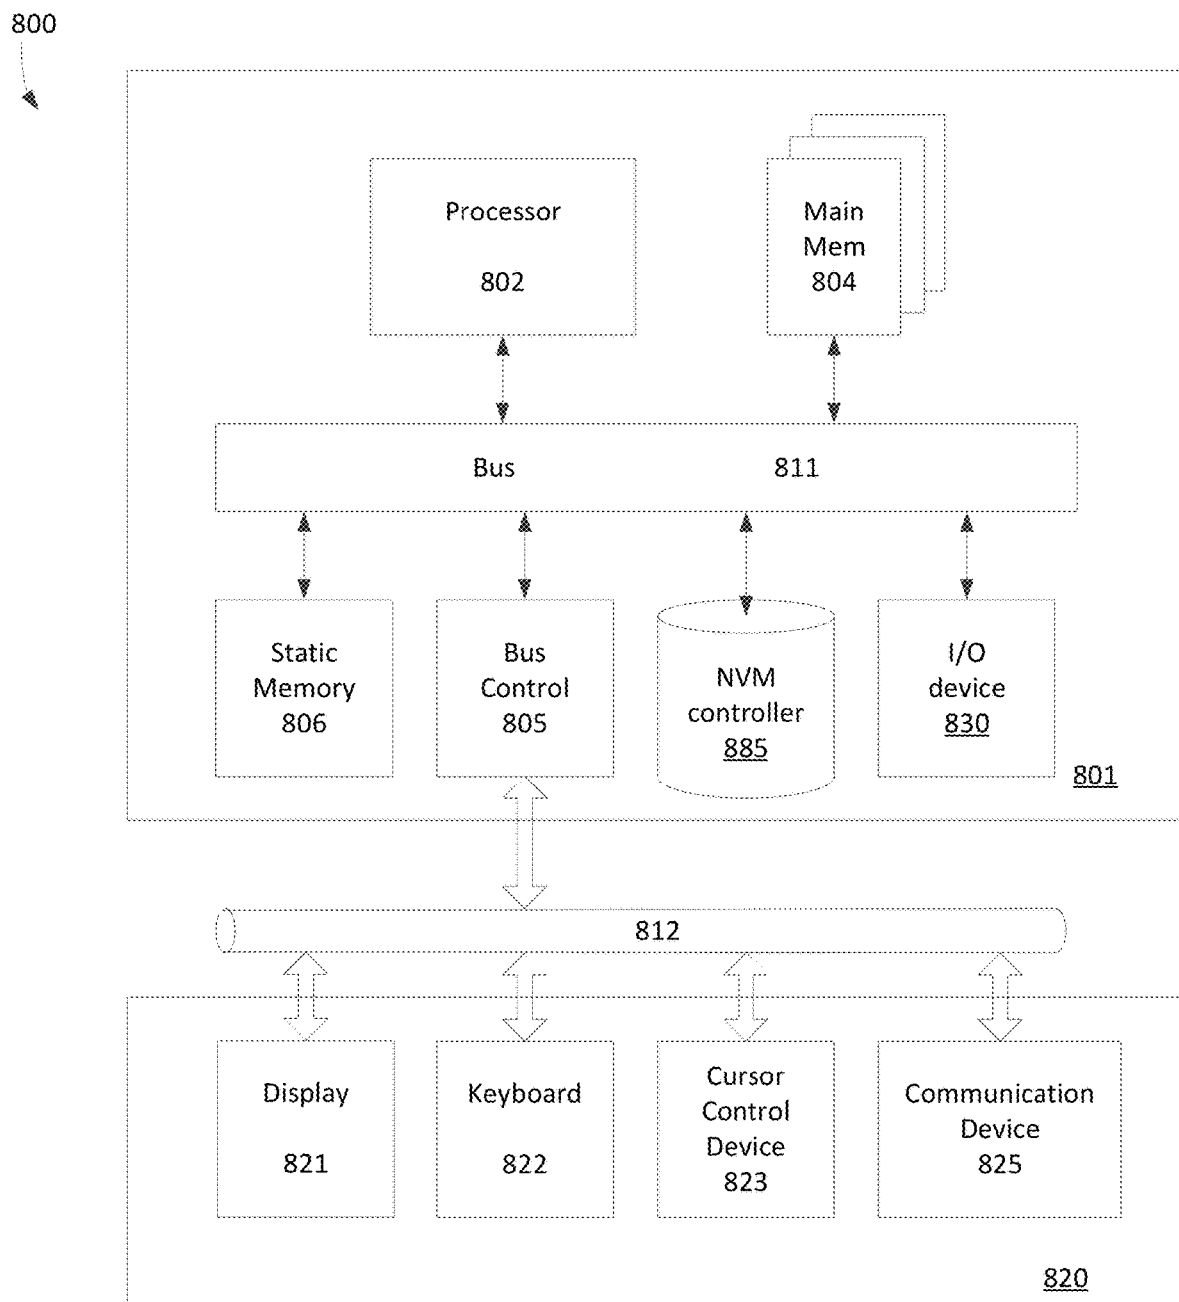 800
Processor
802
Main
Mem
804
Bus 811
Static
Memory
806
Bus
Control
805
NVM
controller
885
I/O
device
830
801
812
Display
821
Keyboard
822
Cursor
Control
Device
823
Communication
Device
825
820